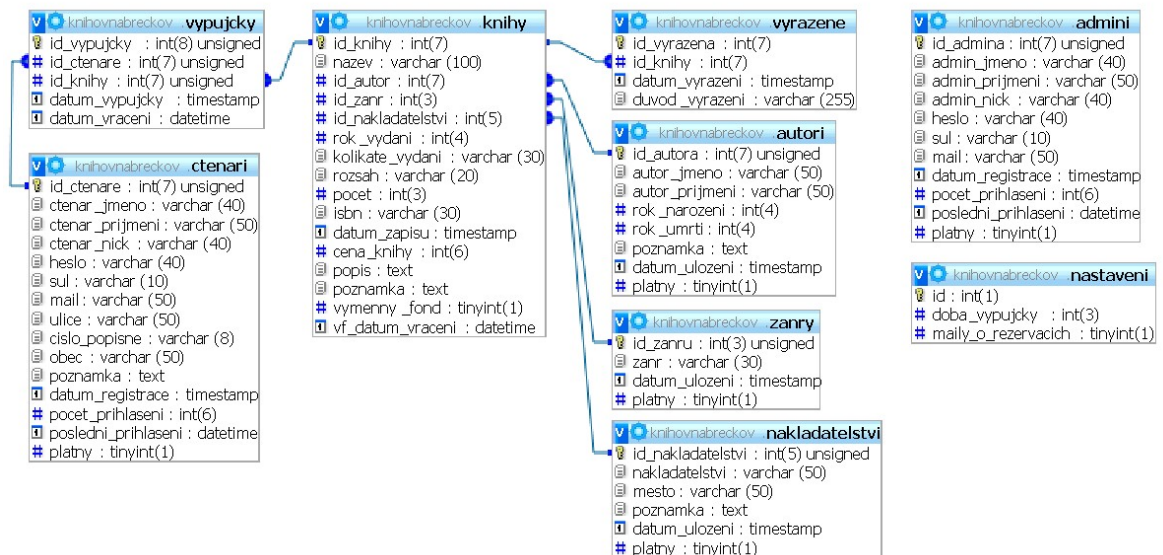 knihovnabreckov vypujcky
id_vypujcky : int(8) unsigned
id_ctenare : int(7) unsigned
id_knihy : int(7) unsigned
datum_vypujcky : timestamp
datum_vraceni : datetime
knihovnabreckov ctenari
id_ctenare : int(7) unsigned
ctenar_jmeno : varchar (40)
ctenar_prijmeni : varchar (50)
ctenar_nick : varchar (40)
heslo : varchar (40)
sul : varchar (10)
mail : varchar (50)
ulice : varchar (50)
cislo_popisne : varchar (8)
obec : varchar (50)
poznamka : text
datum_registrace : timestamp
pocet_prihlaseni : int(6)
posledni_prihlaseni : datetime
platny : tinyint(1)
knihovnabreckov knihy
id_knihy : int(7)
nazev : varchar (100)
id_autor : int(7)
id_zanr : int(3)
id_nakladatelstvi : int(5)
rok_vydani : int(4)
kolikate_vydani : varchar (30)
rozsah : varchar (20)
pocet : int(3)
isbn : varchar (30)
datum_zapisu : timestamp
cena_knihy : int(6)
popis : text
poznamka : text
vymenny_fond : tinyint(1)
vf_datum_vraceni : datetime
knihovnabreckov vyrazene
id_vyrazena : int(7)
id_knihy : int(7)
datum_vyrazeni : timestamp
duvod_vyrazeni : varchar (255)
knihovnabreckov autori
id_autora : int(7) unsigned
autor_jmeno : varchar (50)
autor_prijmeni : varchar (50)
rok_narozeni : int(4)
rok_umrti : int(4)
poznamka : text
datum_ulozeni : timestamp
platny : tinyint(1)
knihovnabreckov zanry
id_zanru : int(3) unsigned
zanr : varchar (30)
datum_ulozeni : timestamp
platny : tinyint(1)
knihovnabreckov nakladatelstvi
id_nakladatelstvi : int(5) unsigned
nakladatelstvi : varchar (50)
mesto : varchar (50)
poznamka : text
datum_ulozeni : timestamp
platny : tinyint(1)
knihovnabreckov admini
id_admina : int(7) unsigned
admin_jmeno : varchar (40)
admin_prijmeni : varchar (50)
admin_nick : varchar (40)
heslo : varchar (40)
sul : varchar (10)
mail : varchar (50)
datum_registrace : timestamp
pocet_prihlaseni : int(6)
posledni_prihlaseni : datetime
platny : tinyint(1)
knihovnabreckov nastaveni
id : int(1)
doba_vypujcky : int(3)
maily_o_rezervacich : tinyint(1)